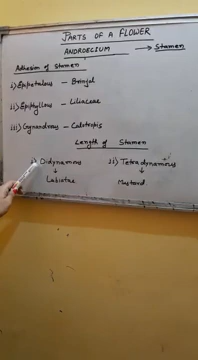 PARTS OF A FLOWER
ANDROECIUM → Stamen
Adhesion of Stamen
i) Epipetalous - Brinjal
ii) Epiphyllous - Liliaceae
iii) Gynandrous - Calotropis
Length of Stamen
i) Didynamous ii) Tetradynamous
↓ ↓
Labiatae Mustard